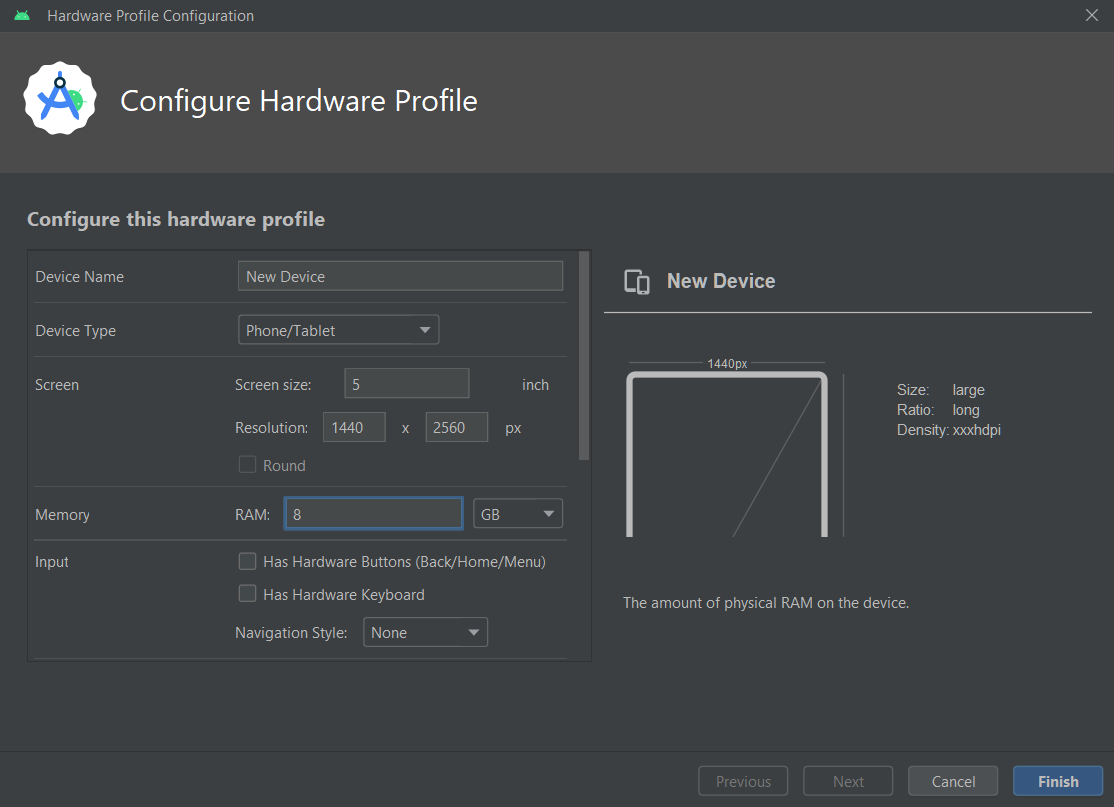 Hardware Profile Configuration
Configure Hardware Profile
Configure this hardware profile
Device Name New Device
Device Type Phone/Tablet
Screen Screen size: 5 inch
Resolution: 1440 x 2560 px
Round
Memory RAM: 8 GB
Input Has Hardware Buttons (Back/Home/Menu)
Has Hardware Keyboard
Navigation Style: None
New Device
1440px
Size: large
Ratio: long
Density: xxxhdpi
The amount of physical RAM on the device.
Previous Next Cancel Finish